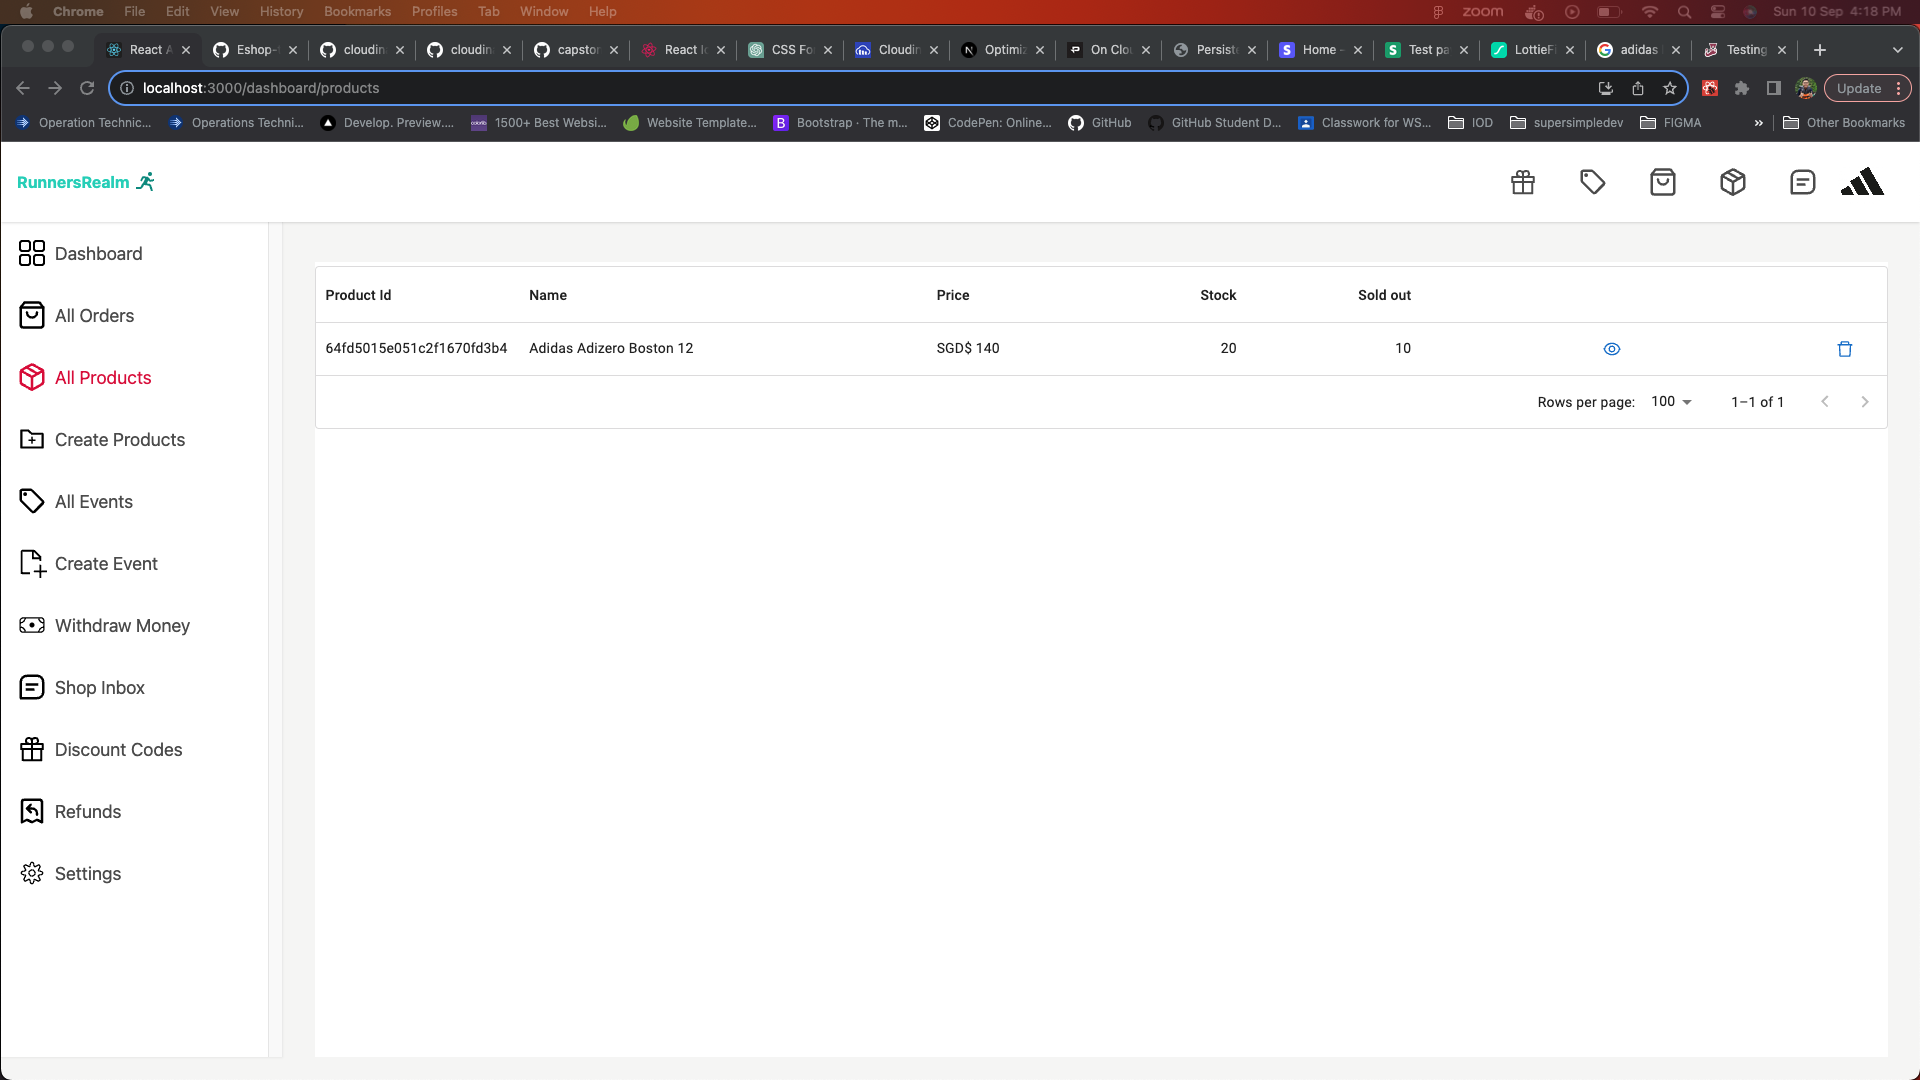 Chrome File Edit View History Bookmarks Profiles Tab Window Help zoom Sun 10 Sep 4:18 PM
React A Eshop- cloudin cloudin capstor React Ic CSS Fo Cloudin Optimiz On Clou Persiste Home - Test pa LottieFi adidas Testing
localhost:3000/dashboard/products Update
Operation Technic... Operations Techni... Develop. Preview.... 1500+ Best Websi... Website Template... Bootstrap · The m... CodePen: Online... GitHub GitHub Student D... Classwork for WS... IOD supersimpledev FIGMA » Other Bookmarks
RunnersRealm
Dashboard
All Orders
All Products
Create Products
All Events
Create Event
Withdraw Money
Shop Inbox
Discount Codes
Refunds
Settings
Product Id Name Price Stock Sold out
64fd5015e051c2f1670fd3b4 Adidas Adizero Boston 12 SGD$ 140 20 10
Rows per page: 100 1–1 of 1